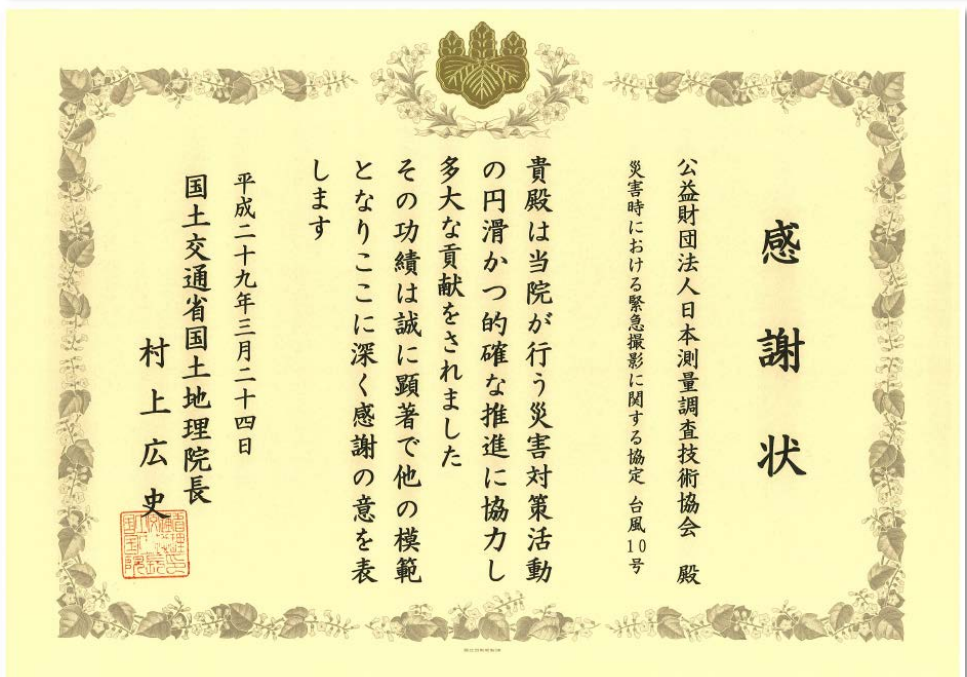 感謝状
公益財団法人日本測量調査技術協会 殿
災害時における緊急撮影に関する協定 台風10号
貴殿は当院が行う災害対策活動
の円滑かつ的確な推進に協力し
多大な貢献をされました
その功績は誠に顕著で他の模範
となりここに深く感謝の意を表
します
平成二十九年三月二十四日
国土交通省国土地理院長
村上広史